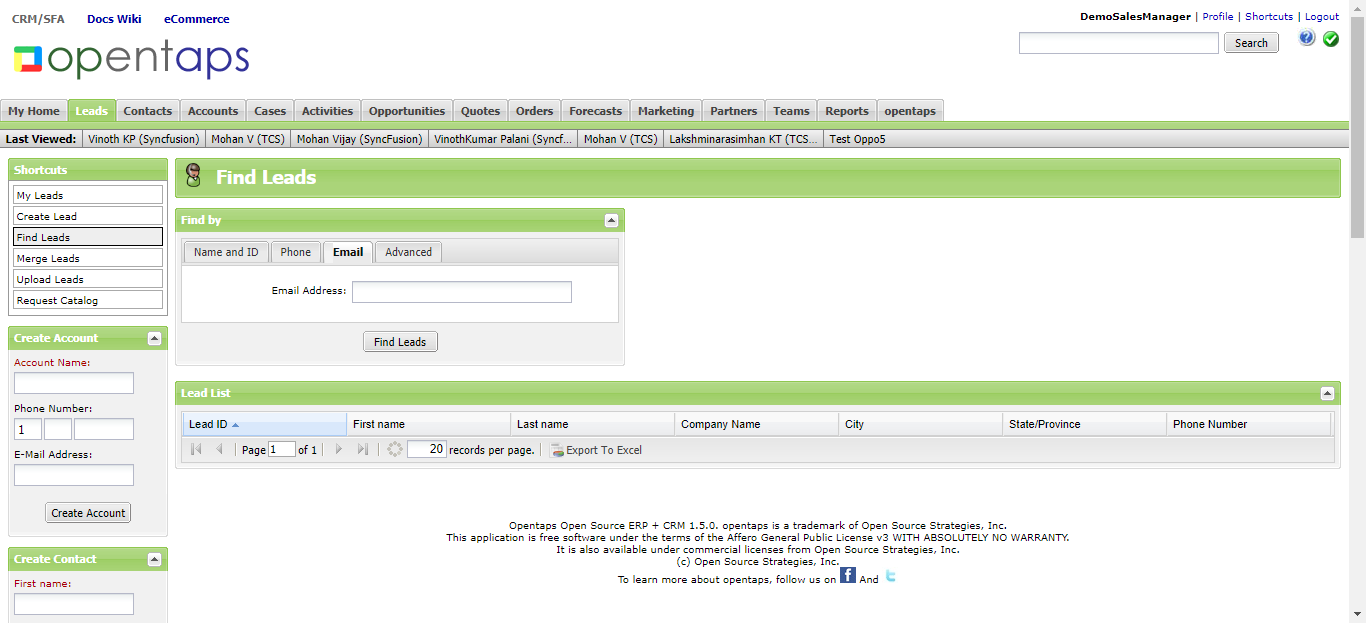 CRM/SFA Docs Wiki eCommerce
DemoSalesManager | Profile | Shortcuts | Logout
opentaps
Search
My Home Leads Contacts Accounts Cases Activities Opportunities Quotes Orders Forecasts Marketing Partners Teams Reports opentaps
Last Viewed: Vinoth KP (Syncfusion) Mohan V (TCS) Mohan Vijay (SyncFusion) VinothKumar Palani (Syncf... Mohan V (TCS) Lakshminarasimhan KT (TCS... Test Oppo5
Shortcuts
My Leads
Create Lead
Find Leads
Merge Leads
Upload Leads
Request Catalog
Create Account
Account Name:
Phone Number:
1
E-Mail Address:
Create Account
Create Contact
First name:
Find Leads
Find by
Name and ID Phone Email Advanced
Email Address:
Find Leads
Lead List
Lead ID First name Last name Company Name City State/Province Phone Number
Page 1 of 1 20 records per page. Export To Excel
Opentaps Open Source ERP + CRM 1.5.0. opentaps is a trademark of Open Source Strategies, Inc.
This application is free software under the terms of the Affero General Public License v3 WITH ABSOLUTELY NO WARRANTY.
It is also available under commercial licenses from Open Source Strategies, Inc.
(c) Open Source Strategies, Inc.
To learn more about opentaps, follow us on f And t